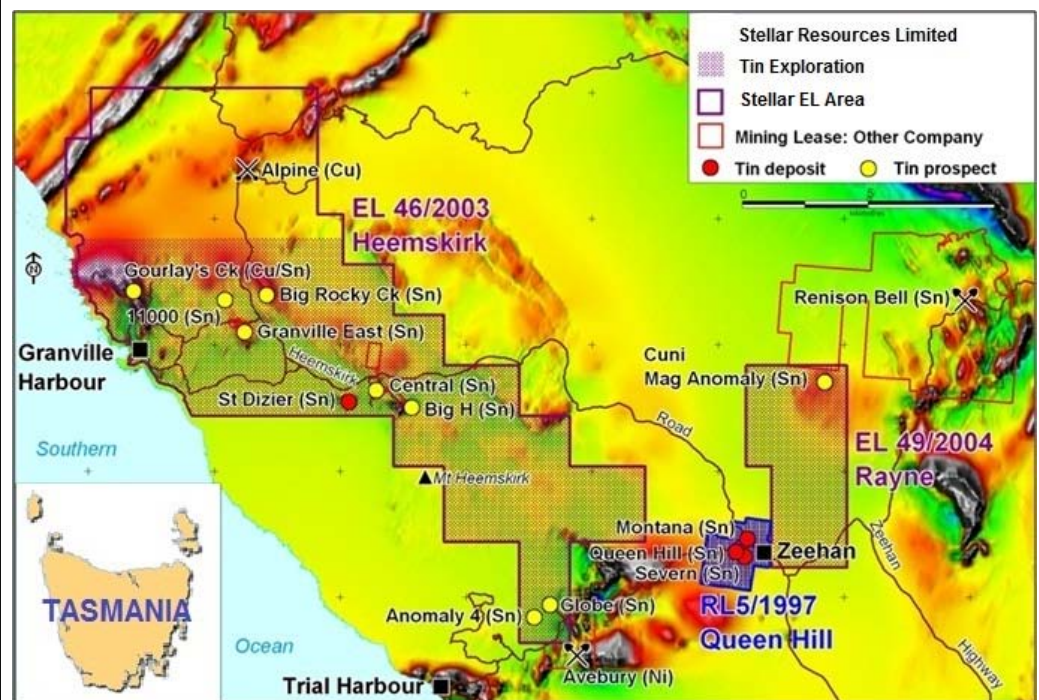 Stellar Resources Limited
Tin Exploration
Stellar EL Area
Mining Lease: Other Company
Tin deposit
Tin prospect
0
5
kilometres
Alpine (Cu)
EL 46/2003
Heemskirk
N
Gourlay's Ck (Cu/Sn)
Big Rocky Ck (Sn)
11000 (Sn)
Renison Bell (Sn)
Granville East (Sn)
Granville
Harbour
Heemskirk
Cuni
Mag Anomaly (Sn)
Central (Sn)
St Dizier (Sn)
Big H (Sn)
Road
Southern
EL 49/2004
Rayne
Mt Heemskirk
Montana (Sn)
Queen Hill (Sn)
Zeehan
Severn (Sn)
Zeehan
TASMANIA
Anomaly 4 (Sn)
Globe (Sn)
RL5/1997
Queen Hill
Ocean
Avebury (Ni)
Highway
Trial Harbour